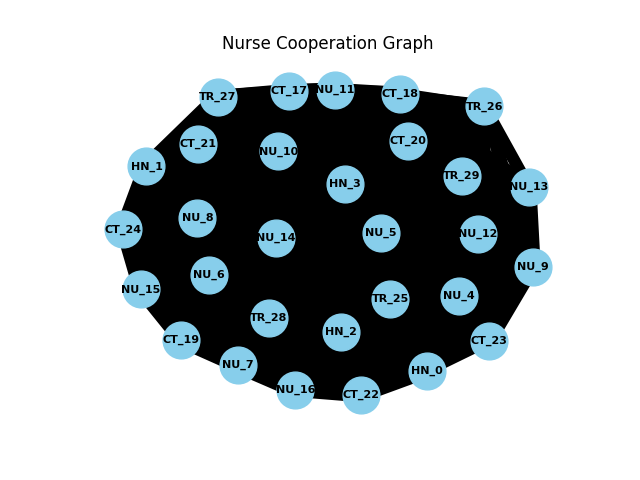 Nurse Cooperation Graph
NU_11
CT_17
CT_18
TR_27
TR_26
CT_20
CT_21
NU_10
HN_1
TR_29
HN_3
NU_13
NU_8
CT_24
NU_5
NU_12
NU_14
NU_9
NU_6
NU_15
NU_4
TR_25
TR_28
HN_2
CT_19
CT_23
NU_7
HN_0
NU_16
CT_22